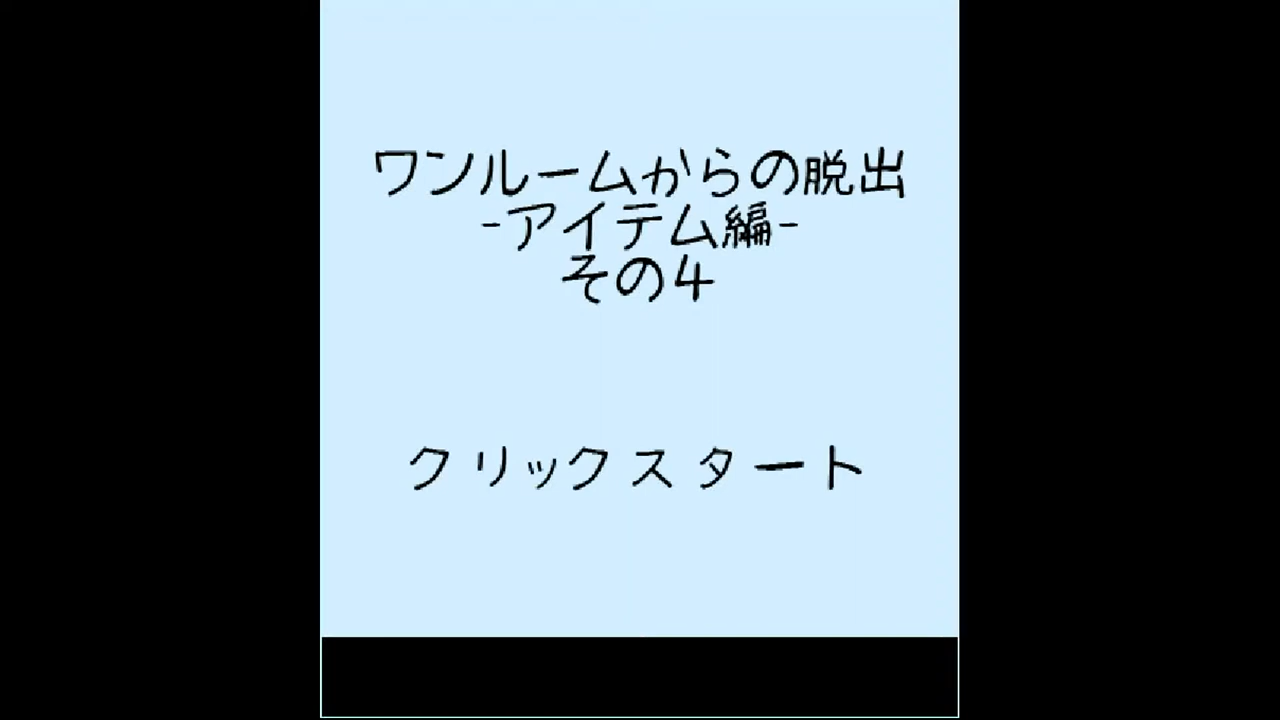 ワンルームからの脱出
-アイテム編-
その4
クリックスタート